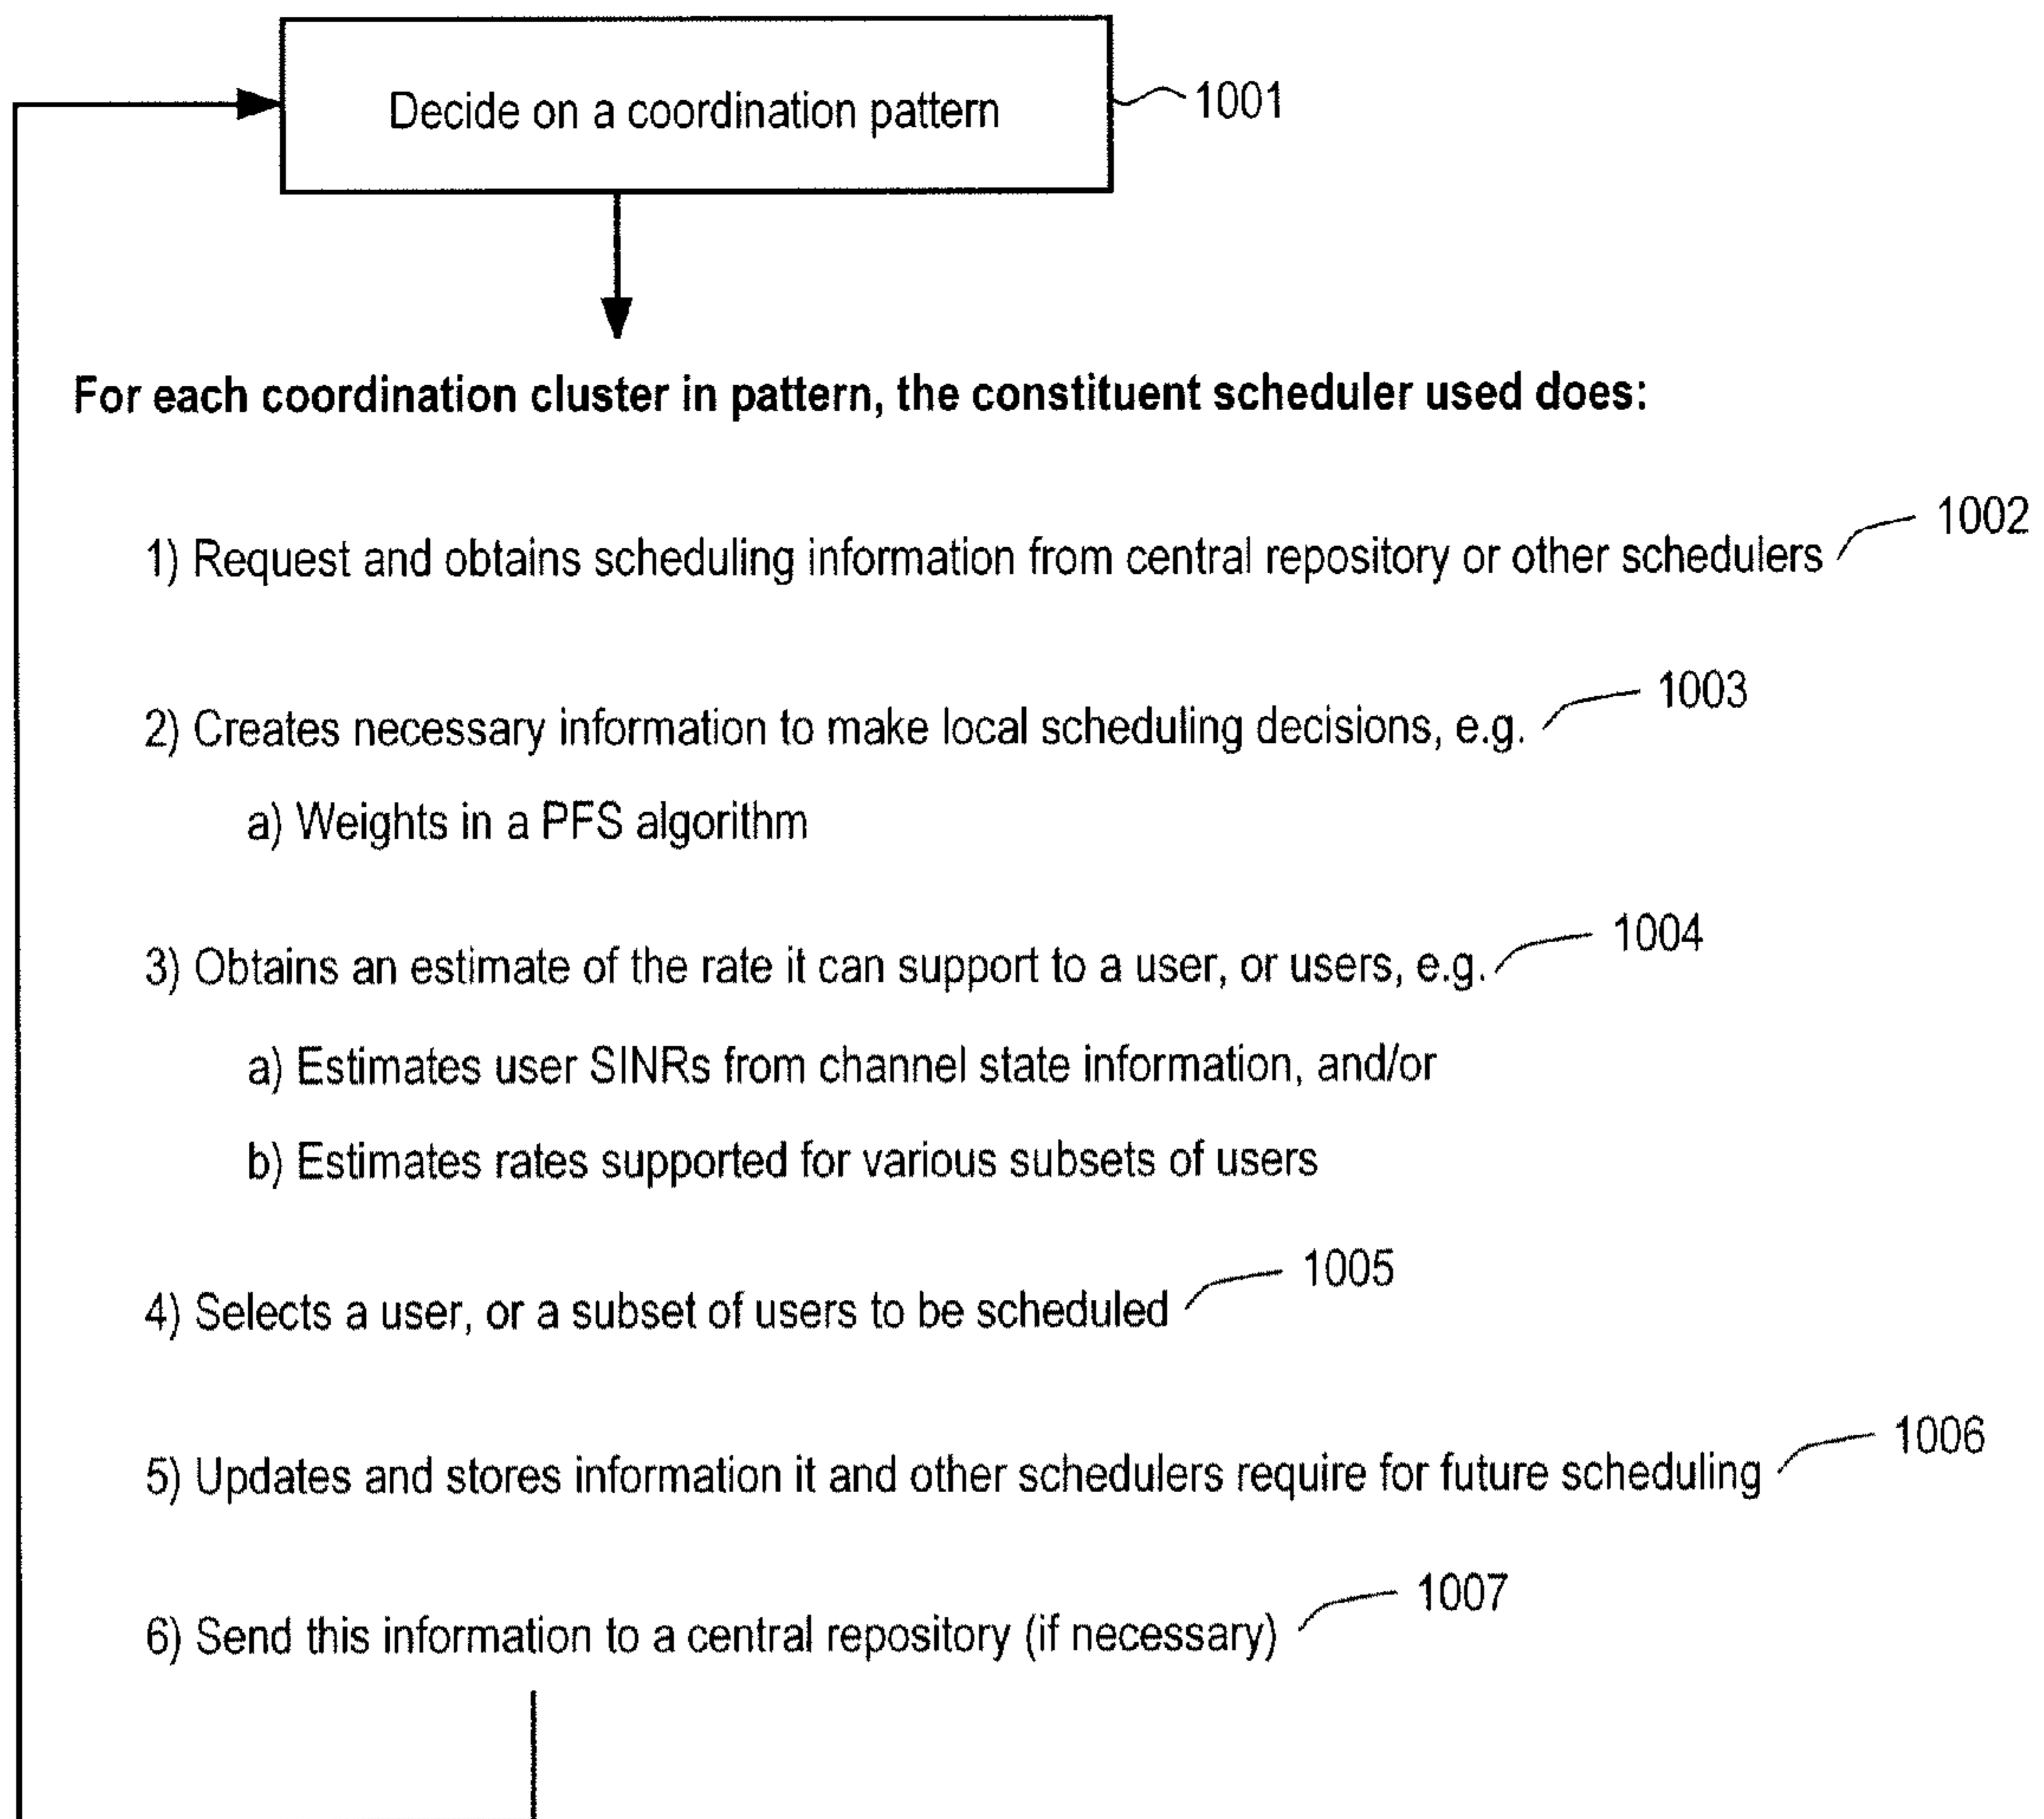 Decide on a coordination pattern 1001
For each coordination cluster in pattern, the constituent scheduler used does:
1) Request and obtains scheduling information from central repository or other schedulers 1002
2) Creates necessary information to make local scheduling decisions, e.g. 1003
a) Weights in a PFS algorithm
3) Obtains an estimate of the rate it can support to a user, or users, e.g. 1004
a) Estimates user SINRs from channel state information, and/or
b) Estimates rates supported for various subsets of users
4) Selects a user, or a subset of users to be scheduled 1005
5) Updates and stores information it and other schedulers require for future scheduling 1006
6) Send this information to a central repository (if necessary) 1007